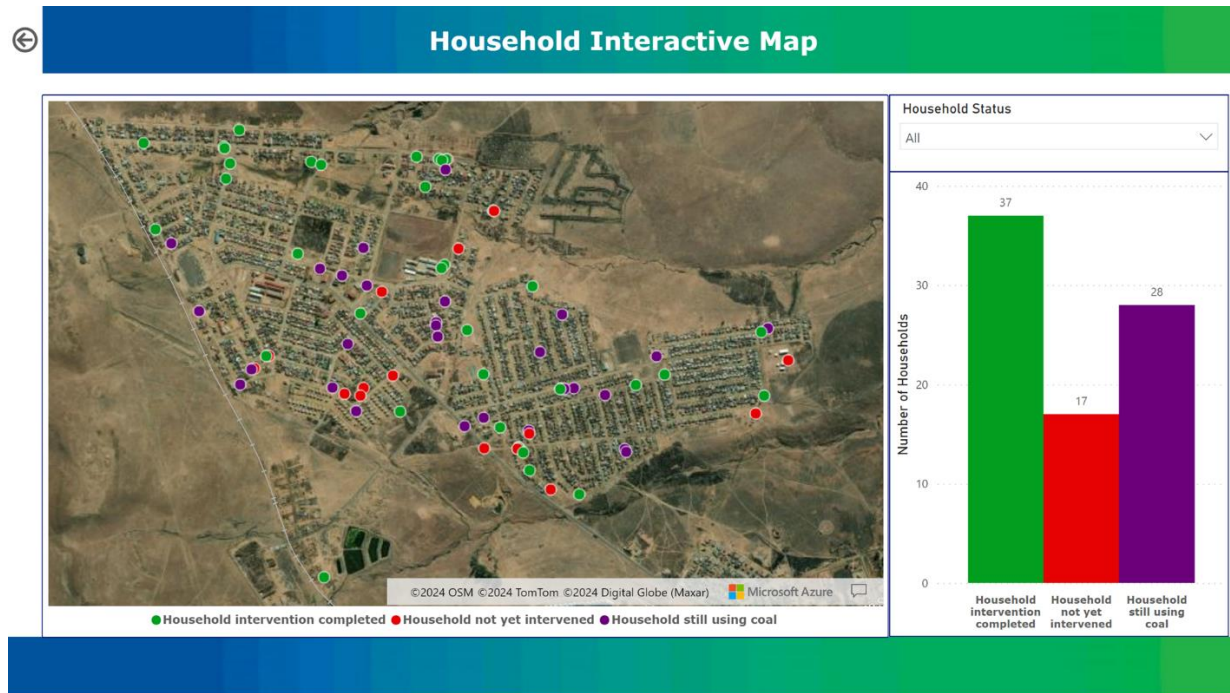 Household Interactive Map
©2024 OSM ©2024 TomTom ©2024 Digital Globe (Maxar) Microsoft Azure
Household intervention completed Household not yet intervened Household still using coal
Household Status
All
40
37
30
28
20
17
10
0
Number of Households
Household intervention completed
Household not yet intervened
Household still using coal